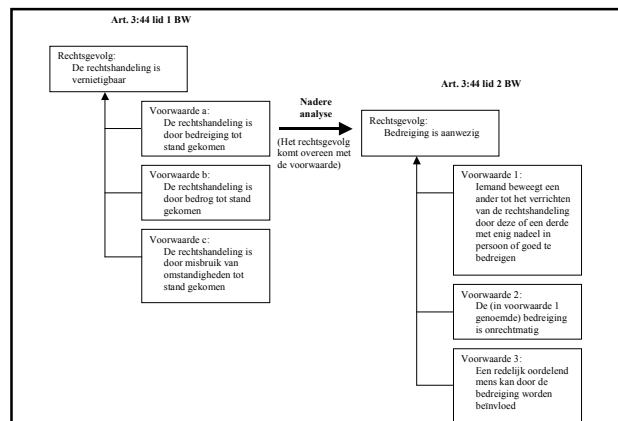 Art. 3:44 lid 1 BW
Rechtsgevolg:
De rechtshandeling is
vernietigbaar
Voorwaarde a:
De rechtshandeling is
door bedreiging tot
stand gekomen
Voorwaarde b:
De rechtshandeling is
door bedrog tot stand
gekomen
Voorwaarde c:
De rechtshandeling is
door misbruik van
omstandigheden tot
stand gekomen
Nadere
analyse
(Het rechtsgevolg
komt overeen met
de voorwaarde)
Art. 3:44 lid 2 BW
Rechtsgevolg:
Bedreiging is aanwezig
Voorwaarde 1:
Iemand beweegt een
ander tot het verrichten
van de rechtshandeling
door deze of een derde
met enig nadeel in
persoon of goed te
bedreigen
Voorwaarde 2:
De (in voorwaarde 1
genoemde) bedreiging
is onrechtmatig
Voorwaarde 3:
Een redelijk oordelend
mens kan door de
bedreiging worden
beïnvloed